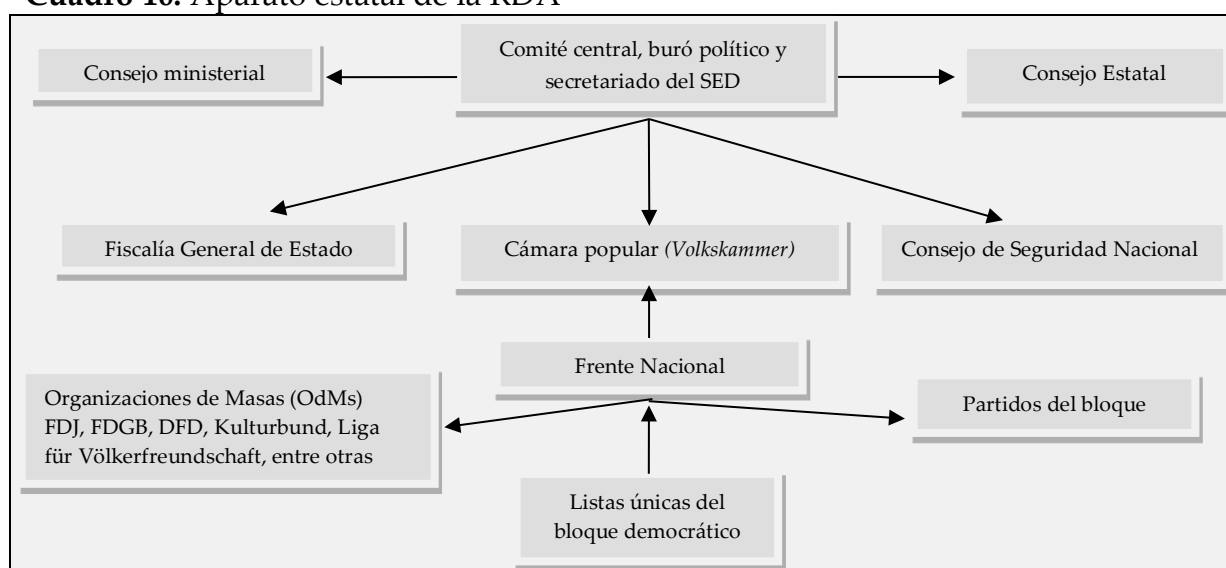 Cuadro 10. Aparato estatal de la RDA
Comité central, buró político y
secretariado del SED
Consejo ministerial
Consejo Estatal
Fiscalía General de Estado
Cámara popular (Volkskammer)
Consejo de Seguridad Nacional
Frente Nacional
Organizaciones de Masas (OdMs)
FDJ, FDGB, DFD, Kulturbund, Liga
für Völkerfreundschaft, entre otras
Partidos del bloque
Listas únicas del
bloque democrático